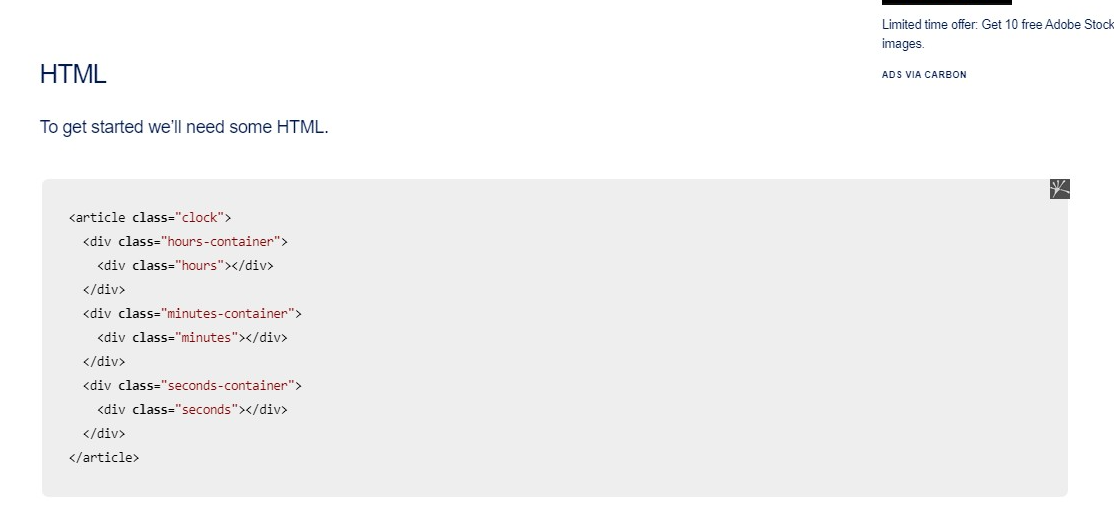 Limited time offer: Get 10 free Adobe Stock
images.
ADS VIA CARBON
HTML
To get started we'll need some HTML.
<article class="clock">
  <div class="hours-container">
    <div class="hours"></div>
  </div>
  <div class="minutes-container">
    <div class="minutes"></div>
  </div>
  <div class="seconds-container">
    <div class="seconds"></div>
  </div>
</article>